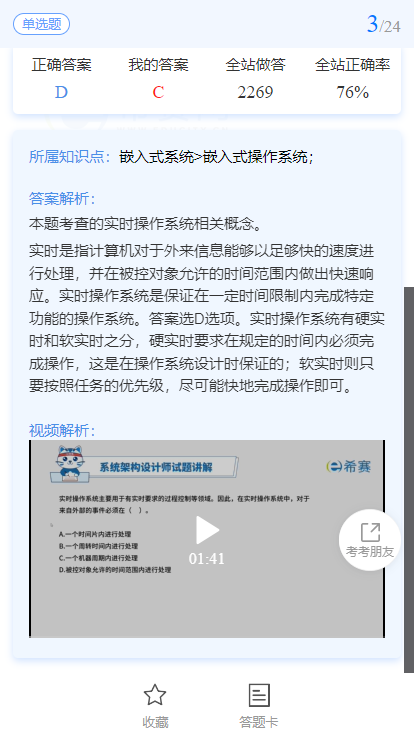 单选题
3/24
正确答案 我的答案 全站做答 全站正确率
D C 2269 76%
所属知识点：嵌入式系统>嵌入式操作系统；
答案解析：
本题考查的实时操作系统相关概念。
实时是指计算机对于外来信息能够以足够快的速度进
行处理，并在被控对象允许的时间范围内做出快速响
应。实时操作系统是保证在一定时间限制内完成特定
功能的操作系统。答案选D选项。实时操作系统有硬实
时和软实时之分，硬实时要求在规定的时间内必须完
成操作，这是在操作系统设计时保证的；软实时则只
要按照任务的优先级，尽可能快地完成操作即可。
视频解析：
系统架构设计师试题讲解
希赛
实时操作系统主要用于有实时要求的过程控制等领域。因此，在实时操作系统中，对于
来自外部的事件必须在（ ）。
A.一个时间片内进行处理
B.一个周转时间内进行处理
C.一个机器周期内进行处理
D.被控对象允许的时间范围内进行处理
01:41
考考朋友
收藏
答题卡